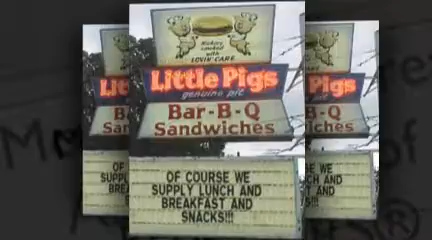 Hickory
smoked
with
LOVIN' CARE
Little Pigs
genuine pit
Bar-B-Q
Sandwiches
OF COURSE WE
SUPPLY LUNCH AND
BREAKFAST AND
SNACKS!!!